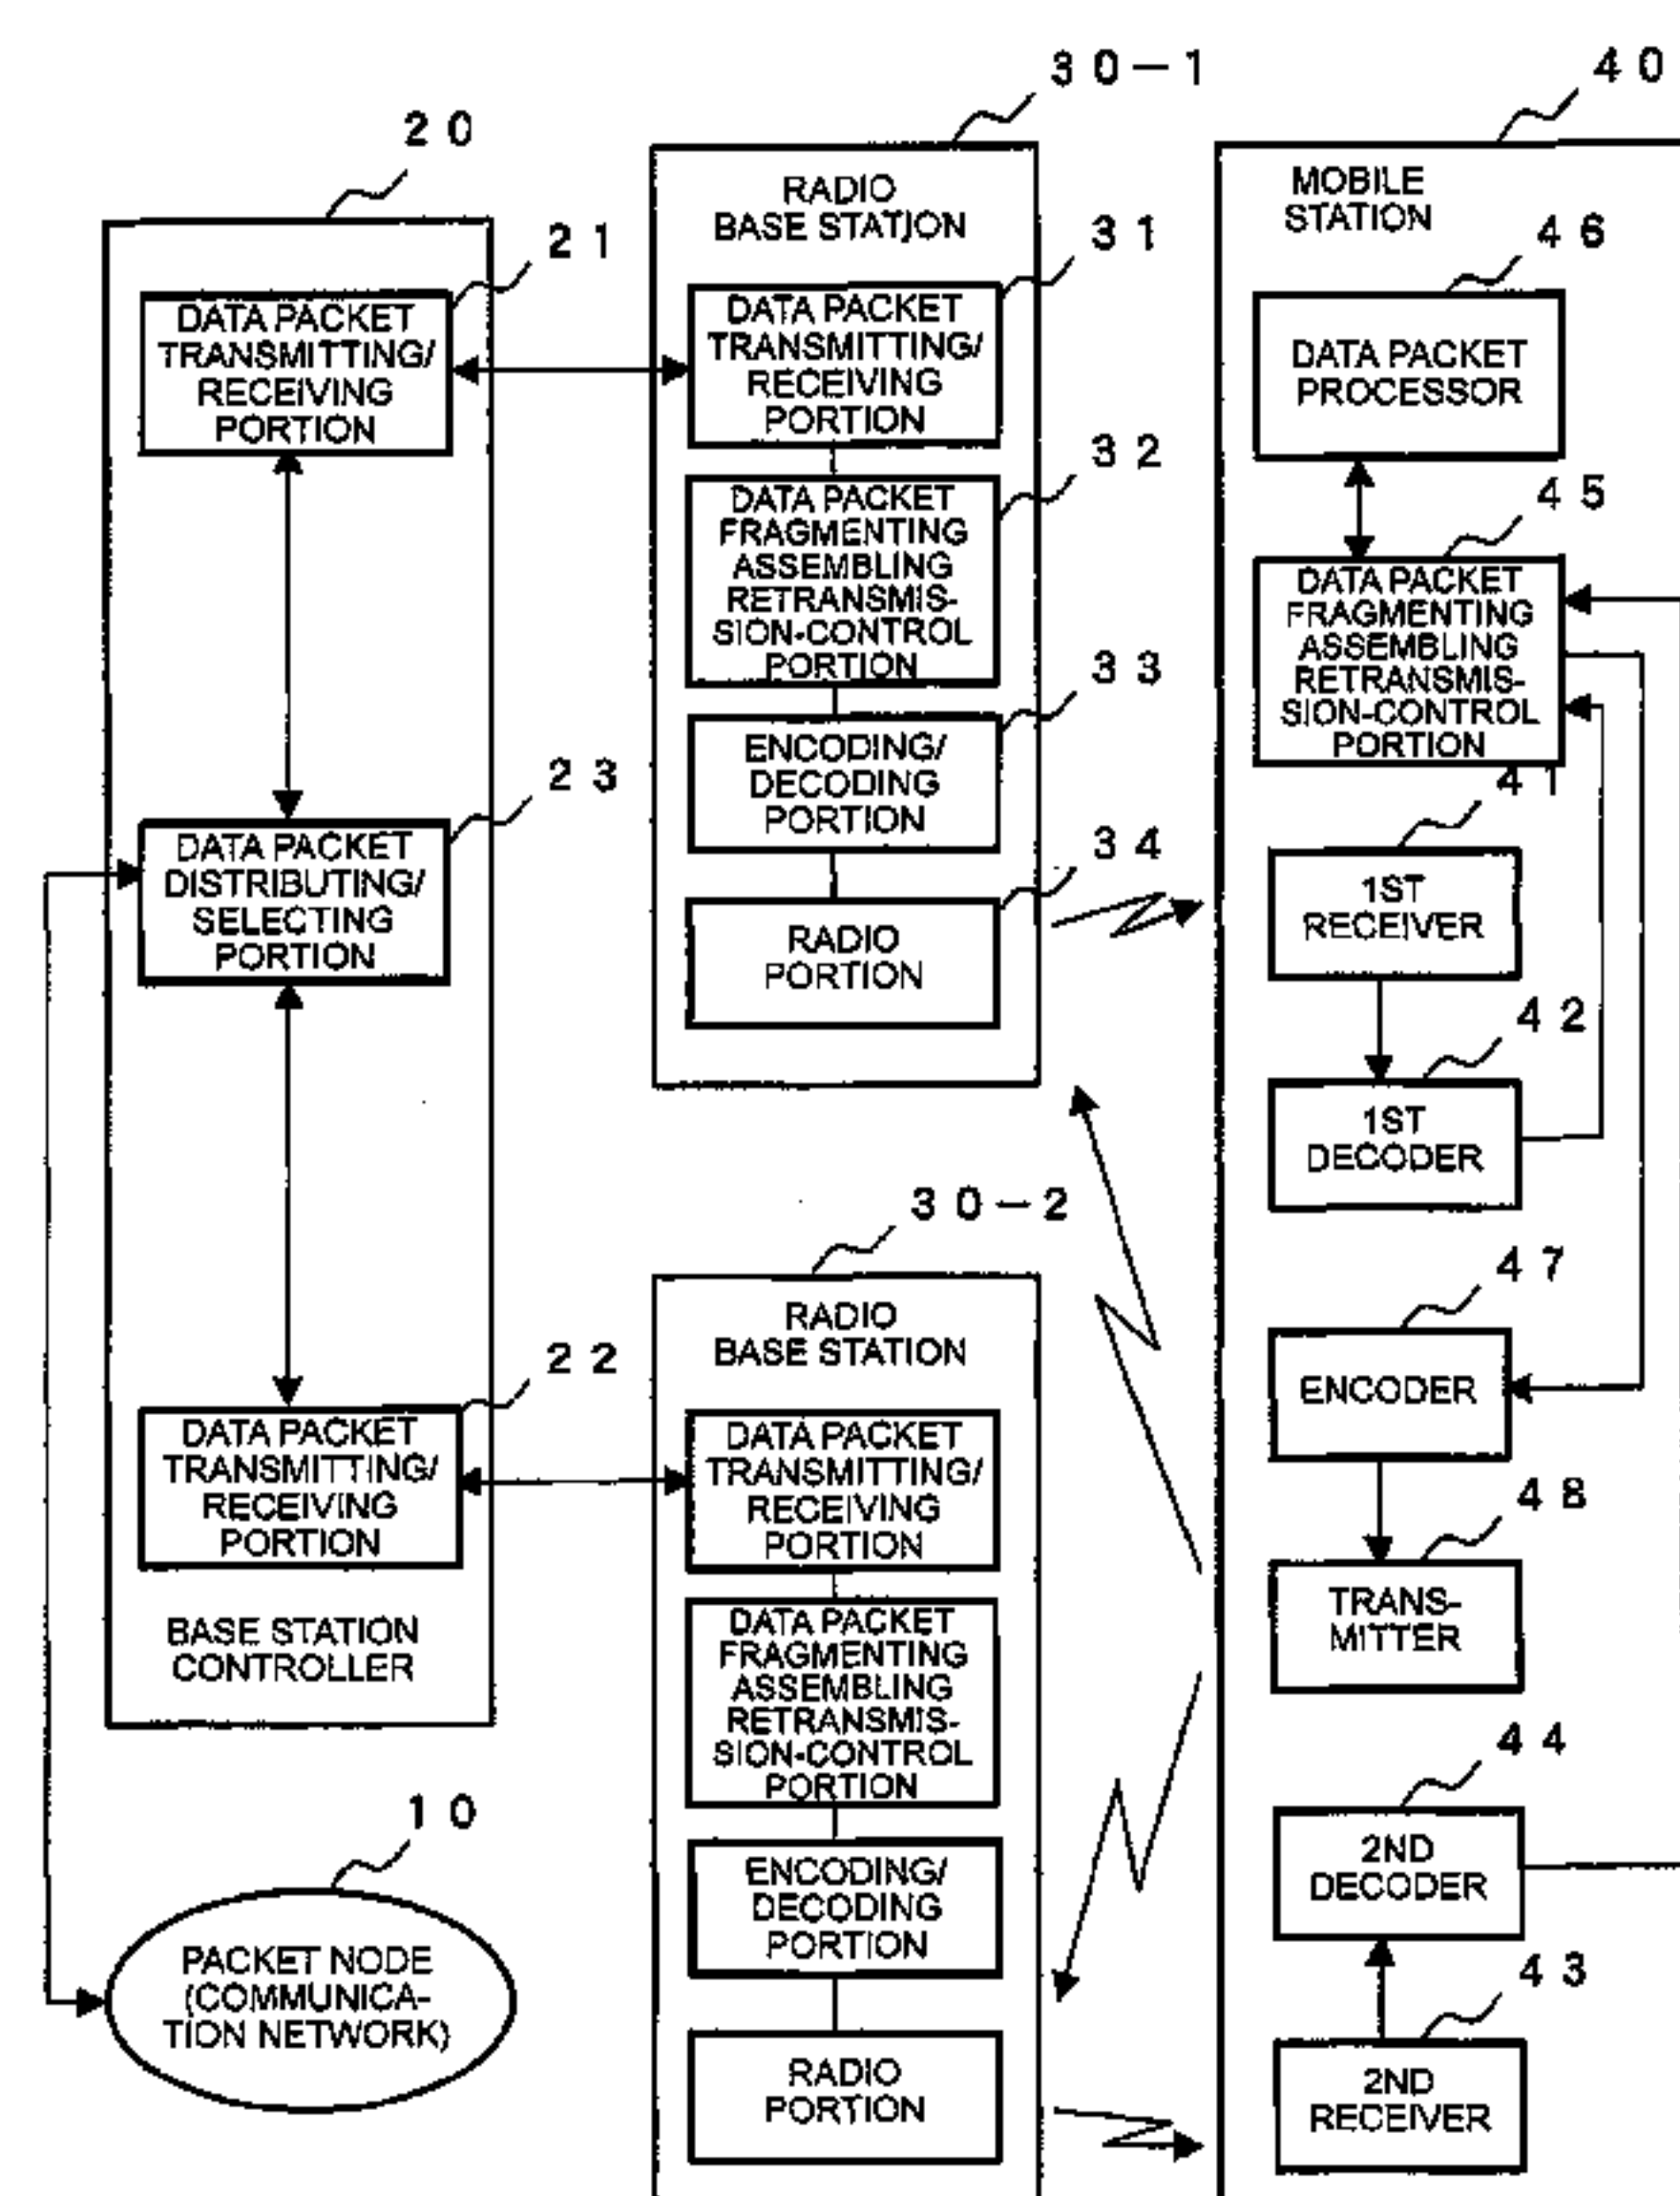 20
21
DATA PACKET
TRANSMITTING/
RECEIVING
PORTION
23
DATA PACKET
DISTRIBUTING/
SELECTING
PORTION
22
DATA PACKET
TRANSMITTING/
RECEIVING
PORTION
BASE STATION
CONTROLLER
10
PACKET NODE
(COMMUNICA-
TION NETWORK)
30-1
RADIO
BASE STATION
31
DATA PACKET
TRANSMITTING/
RECEIVING
PORTION
32
DATA PACKET
FRAGMENTING
ASSEMBLING
RETRANSMIS-
SION-CONTROL
PORTION
33
ENCODING/
DECODING
PORTION
34
RADIO
PORTION
30-2
RADIO
BASE STATION
DATA PACKET
TRANSMITTING/
RECEIVING
PORTION
DATA PACKET
FRAGMENTING
ASSEMBLING
RETRANSMIS-
SION-CONTROL
PORTION
ENCODING/
DECODING
PORTION
RADIO
PORTION
40
MOBILE
STATION
46
DATA PACKET
PROCESSOR
45
DATA PACKET
FRAGMENTING
ASSEMBLING
RETRANSMIS-
SION-CONTROL
PORTION
41
1ST
RECEIVER
42
1ST
DECODER
47
ENCODER
48
TRANS-
MITTER
44
2ND
DECODER
43
2ND
RECEIVER